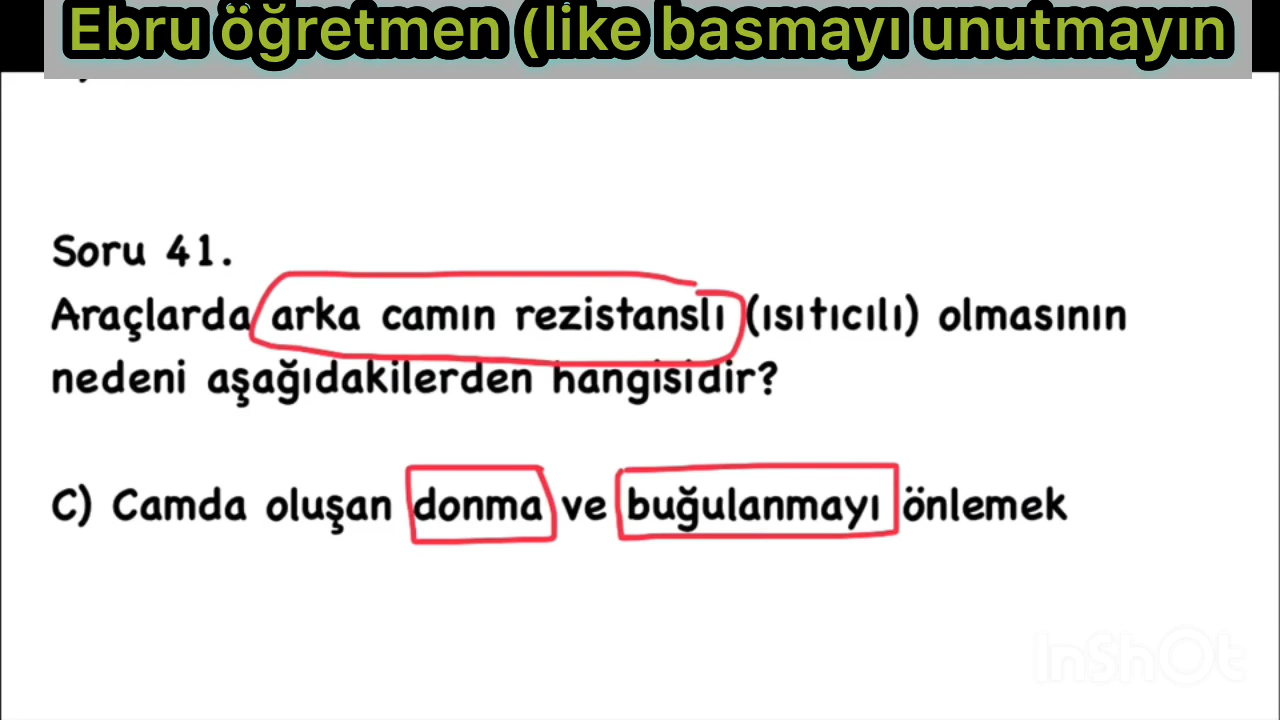 Ebru öğretmen (like basmayı unutmayın
Soru 41.
Araçlarda arka camın rezistanslı (ısıtıcılı) olmasının
nedeni aşağıdakilerden hangisidir?
C) Camda oluşan donma ve buğulanmayı önlemek
InShOt